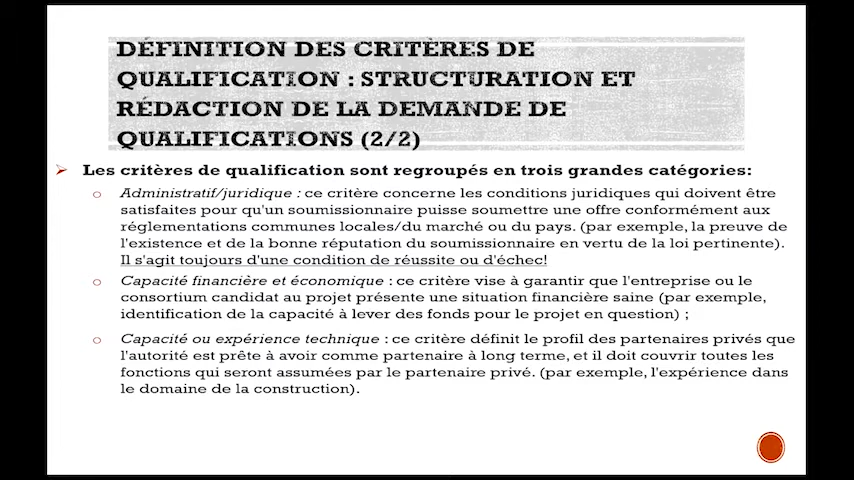 DÉFINITION DES CRITÈRES DE
QUALIFICATION : STRUCTURATION ET
RÉDACTION DE LA DEMANDE DE
QUALIFICATIONS (2/2)
Les critères de qualification sont regroupés en trois grandes catégories:
Administratif/juridique : ce critère concerne les conditions juridiques qui doivent être
satisfaites pour qu'un soumissionnaire puisse soumettre une offre conformément aux
réglementations communes locales/du marché ou du pays. (par exemple, la preuve de
l'existence et de la bonne réputation du soumissionnaire en vertu de la loi pertinente).
Il s'agit toujours d'une condition de réussite ou d'échec!
Capacité financière et économique : ce critère vise à garantir que l'entreprise ou le
consortium candidat au projet présente une situation financière saine (par exemple,
identification de la capacité à lever des fonds pour le projet en question) ;
Capacité ou expérience technique : ce critère définit le profil des partenaires privés que
l'autorité est prête à avoir comme partenaire à long terme, et il doit couvrir toutes les
fonctions qui seront assumées par le partenaire privé. (par exemple, l'expérience dans
le domaine de la construction).